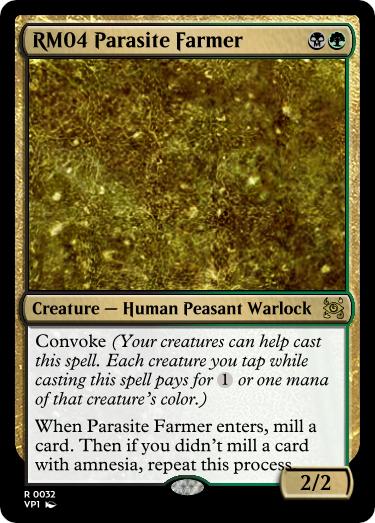 RM04 Parasite Farmer
Creature — Human Peasant Warlock
Convoke (Your creatures can help cast
this spell. Each creature you tap while
casting this spell pays for 1 or one mana
of that creature's color.)
When Parasite Farmer enters, mill a
card. Then if you didn't mill a card
with amnesia, repeat this process.
2/2
R 0032
VP1